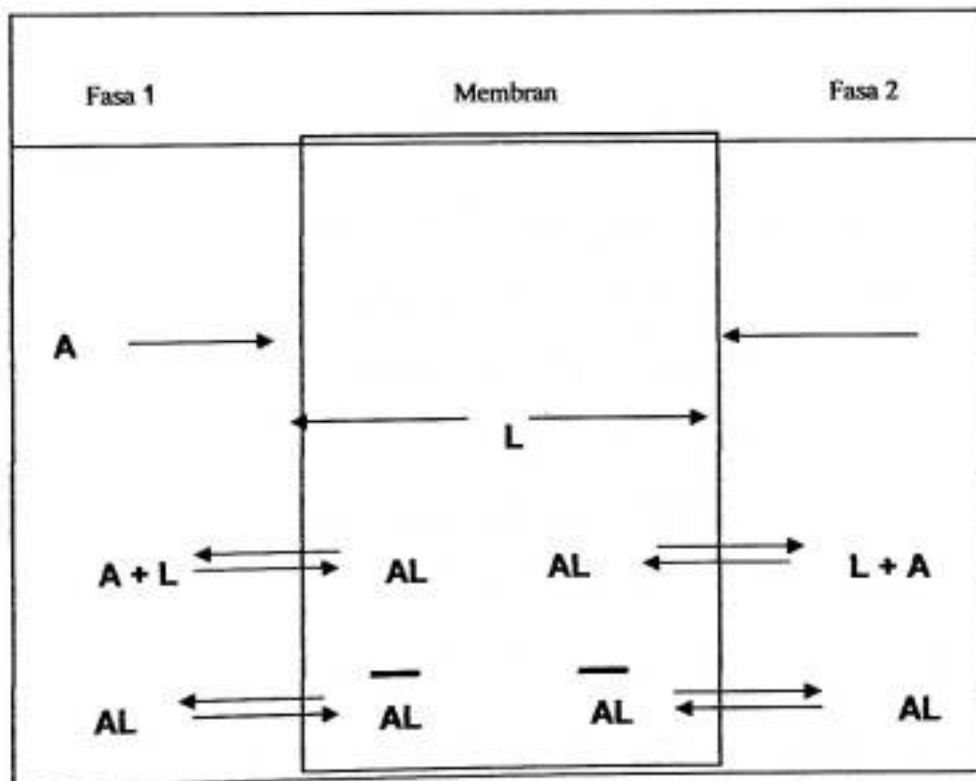 Fasa 1 Membran Fasa 2
A
L
A + L AL AL L + A
AL AL AL AL